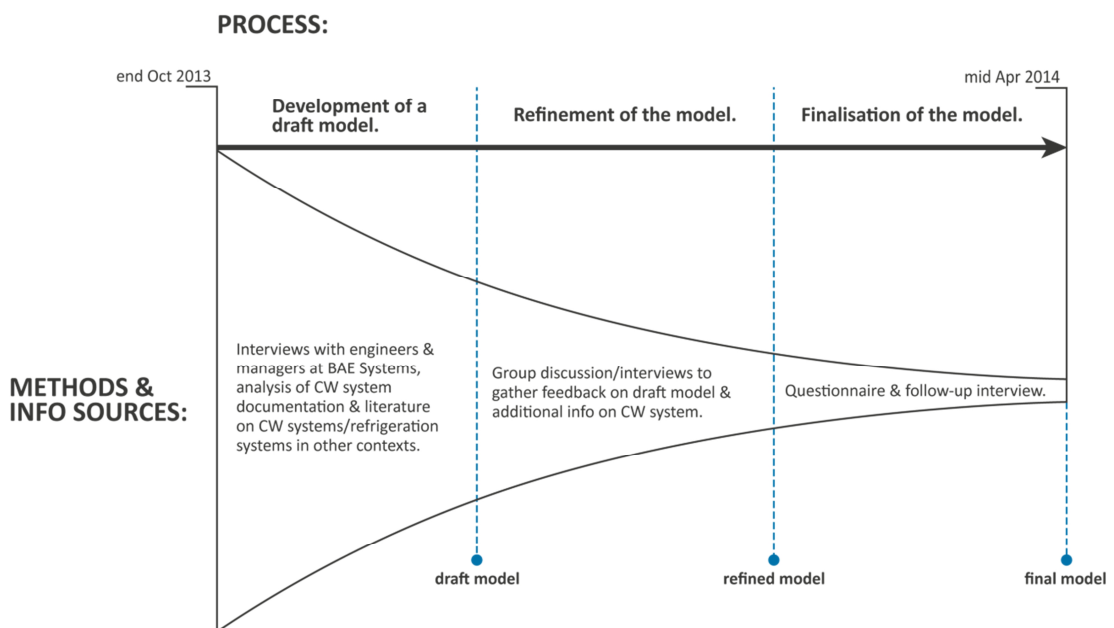 PROCESS:
end Oct 2013
mid Apr 2014
Development of a
draft model.
Refinement of the model.
Finalisation of the model.
METHODS &
INFO SOURCES:
Interviews with engineers &
managers at BAE Systems,
analysis of CW system
documentation & literature
on CW systems/refrigeration
systems in other contexts.
Group discussion/interviews to
gather feedback on draft model &
additional info on CW system.
Questionnaire & follow-up interview.
draft model
refined model
final model